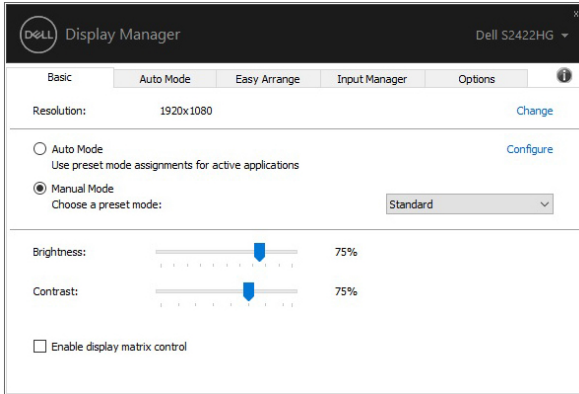 DELL Display Manager
Dell S2422HG
Basic Auto Mode Easy Arrange Input Manager Options
Resolution: 1920x1080 Change
Auto Mode Configure
Use preset mode assignments for active applications
Manual Mode
Choose a preset mode: Standard
Brightness: 75%
Contrast: 75%
Enable display matrix control